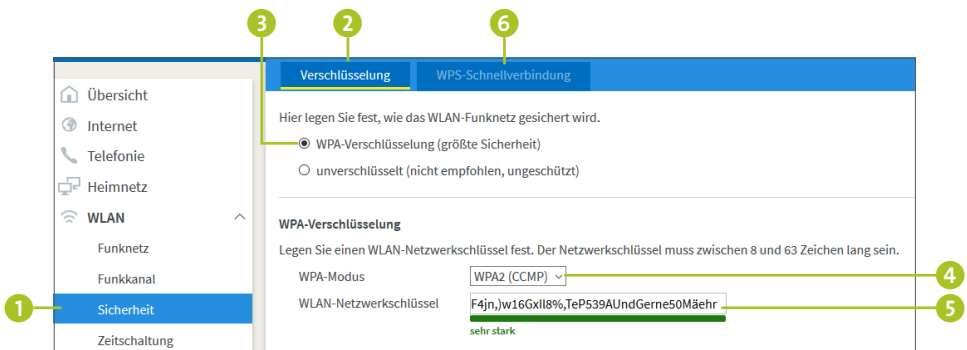 3
2
6
Verschlüsselung
WPS-Schnellverbindung
Übersicht
Internet
Telefonie
Heimnetz
WLAN
Funknetz
Funkkanal
1
Sicherheit
Zeitschaltung
Hier legen Sie fest, wie das WLAN-Funknetz gesichert wird.
WPA-Verschlüsselung (größte Sicherheit)
unverschlüsselt (nicht empfohlen, ungeschützt)
WPA-Verschlüsselung
Legen Sie einen WLAN-Netzwerkschlüssel fest. Der Netzwerkschlüssel muss zwischen 8 und 63 Zeichen lang sein.
WPA-Modus WPA2 (CCMP) 4
WLAN-Netzwerkschlüssel F4jn,)w16GxIl8%,TeP539AUndGerne50Mäehr 5
sehr stark